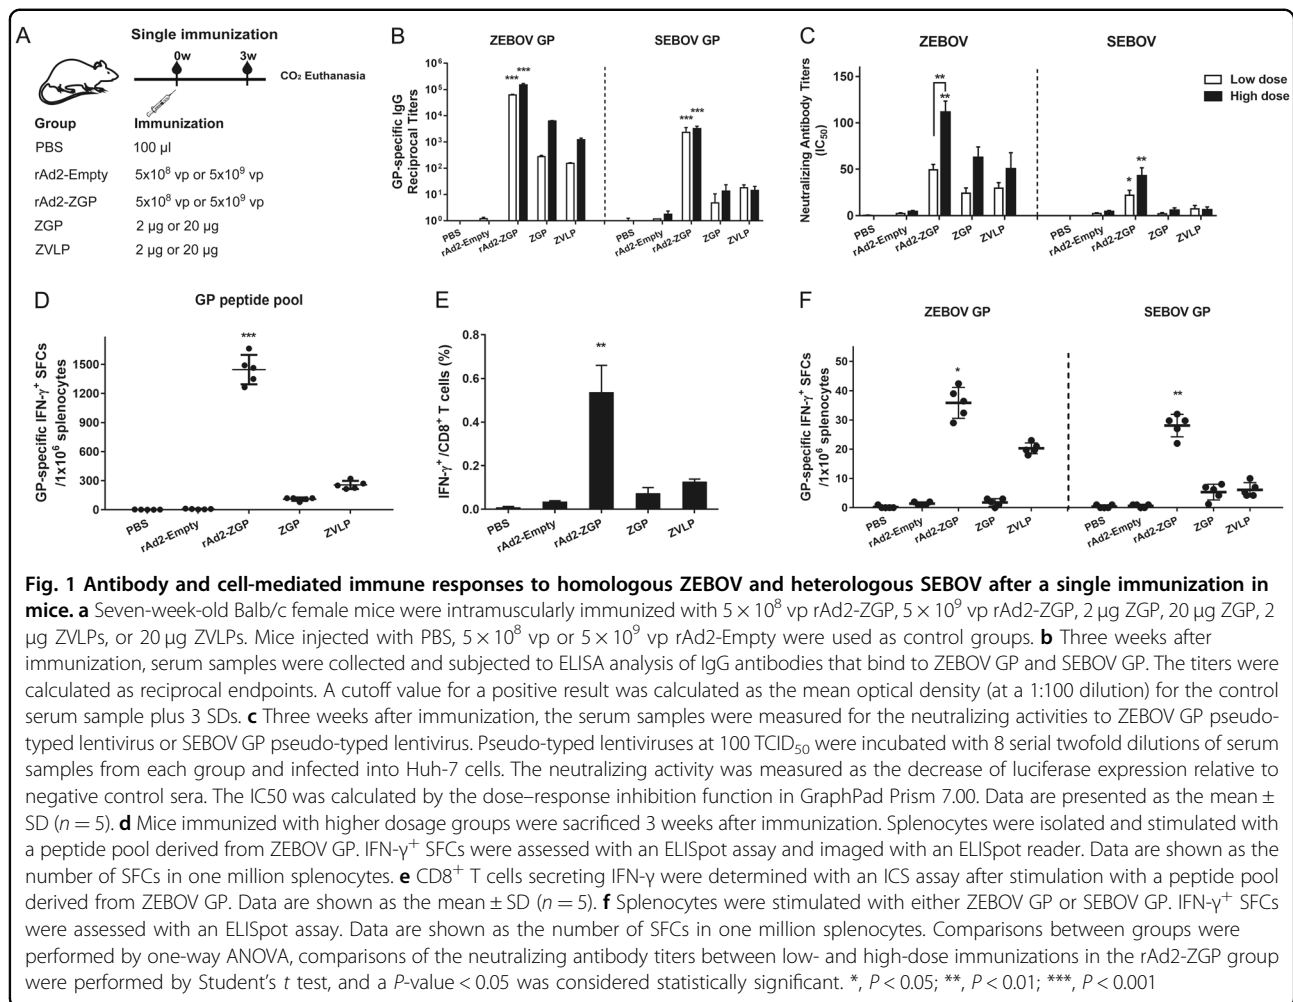 A
Single immunization
0w
3w
CO₂ Euthanasia
Group Immunization
PBS 100 µl
rAd2-Empty 5x10⁸ vp or 5x10⁹ vp
rAd2-ZGP 5x10⁸ vp or 5x10⁹ vp
ZGP 2 µg or 20 µg
ZVLP 2 µg or 20 µg
B
ZEBOV GP
SEBOV GP
GP-specific IgG
Reciprocal Titers
10⁶
10⁵
10⁴
10³
10²
10¹
10⁰
*** *** *** ***
PBS
rAd2-Empty
rAd2-ZGP
ZGP
ZVLP
PBS
rAd2-Empty
rAd2-ZGP
ZGP
ZVLP
C
ZEBOV
SEBOV
Neutralizing Antibody Titers
(IC₅₀)
150
100
50
0
**
**
*
**
Low dose
High dose
PBS
rAd2-Empty
rAd2-ZGP
ZGP
ZVLP
PBS
rAd2-Empty
rAd2-ZGP
ZGP
ZVLP
D
GP peptide pool
GP-specific IFN-γ⁺ SFCs
/1x10⁶ splenocytes
1500
1200
900
600
300
0
***
PBS
rAd2-Empty
rAd2-ZGP
ZGP
ZVLP
E
IFN-γ⁺/CD8⁺ T cells (%)
0.8
0.6
0.4
0.2
0.0
**
PBS
rAd2-Empty
rAd2-ZGP
ZGP
ZVLP
F
ZEBOV GP
SEBOV GP
GP-specific IFN-γ⁺ SFCs
/1x10⁶ splenocytes
50
40
30
20
10
0
*
**
PBS
rAd2-Empty
rAd2-ZGP
ZGP
ZVLP
PBS
rAd2-Empty
rAd2-ZGP
ZGP
ZVLP
Fig. 1 Antibody and cell-mediated immune responses to homologous ZEBOV and heterologous SEBOV after a single immunization in
mice. a Seven-week-old Balb/c female mice were intramuscularly immunized with 5 × 10⁸ vp rAd2-ZGP, 5 × 10⁹ vp rAd2-ZGP, 2 µg ZGP, 20 µg ZGP, 2
µg ZVLPs, or 20 µg ZVLPs. Mice injected with PBS, 5 × 10⁸ vp or 5 × 10⁹ vp rAd2-Empty were used as control groups. b Three weeks after
immunization, serum samples were collected and subjected to ELISA analysis of IgG antibodies that bind to ZEBOV GP and SEBOV GP. The titers were
calculated as reciprocal endpoints. A cutoff value for a positive result was calculated as the mean optical density (at a 1:100 dilution) for the control
serum sample plus 3 SDs. c Three weeks after immunization, the serum samples were measured for the neutralizing activities to ZEBOV GP pseudo-
typed lentivirus or SEBOV GP pseudo-typed lentivirus. Pseudo-typed lentiviruses at 100 TCID₅₀ were incubated with 8 serial twofold dilutions of serum
samples from each group and infected into Huh-7 cells. The neutralizing activity was measured as the decrease of luciferase expression relative to
negative control sera. The IC50 was calculated by the dose–response inhibition function in GraphPad Prism 7.00. Data are presented as the mean ±
SD (n = 5). d Mice immunized with higher dosage groups were sacrificed 3 weeks after immunization. Splenocytes were isolated and stimulated with
a peptide pool derived from ZEBOV GP. IFN-γ⁺ SFCs were assessed with an ELISpot assay and imaged with an ELISpot reader. Data are shown as the
number of SFCs in one million splenocytes. e CD8⁺ T cells secreting IFN-γ were determined with an ICS assay after stimulation with a peptide pool
derived from ZEBOV GP. Data are shown as the mean ± SD (n = 5). f Splenocytes were stimulated with either ZEBOV GP or SEBOV GP. IFN-γ⁺ SFCs
were assessed with an ELISpot assay. Data are shown as the number of SFCs in one million splenocytes. Comparisons between groups were
performed by one-way ANOVA, comparisons of the neutralizing antibody titers between low- and high-dose immunizations in the rAd2-ZGP group
were performed by Student's t test, and a P-value < 0.05 was considered statistically significant. *, P < 0.05; **, P < 0.01; ***, P < 0.001